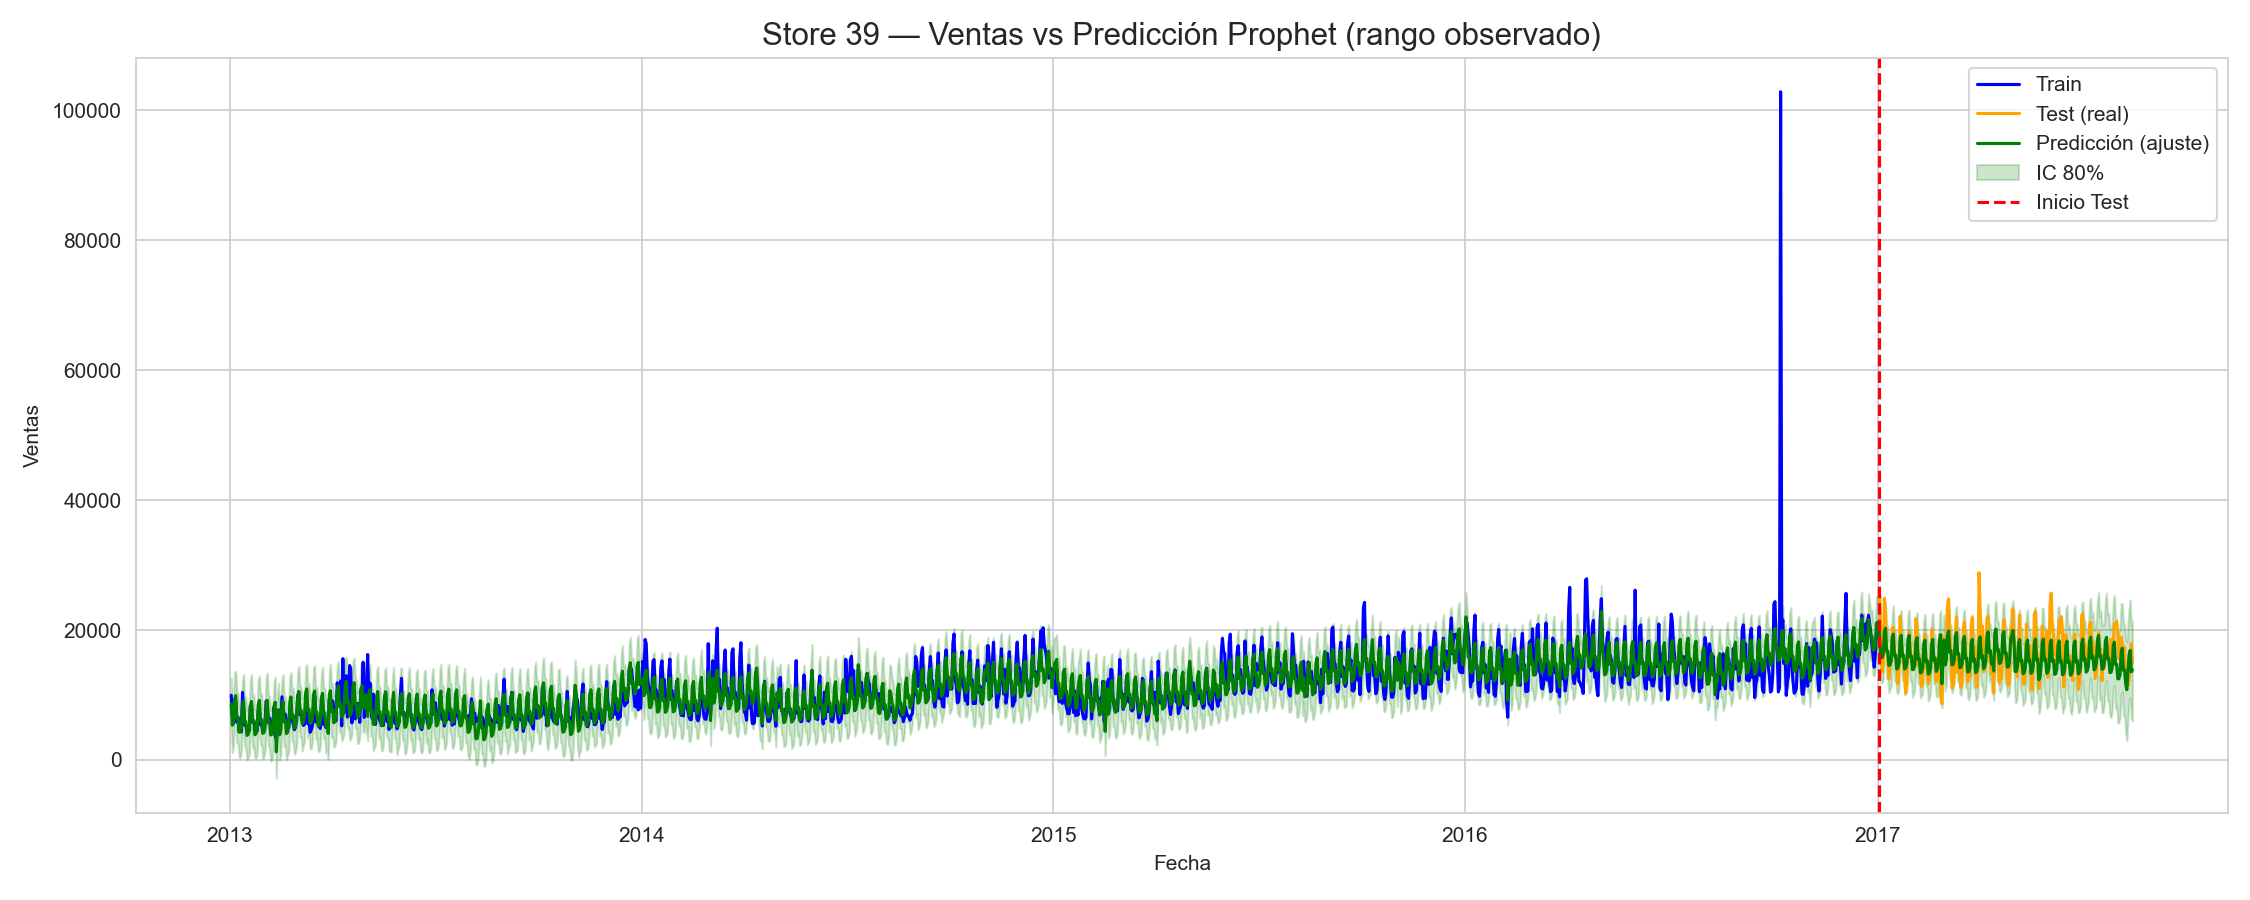 Store 39 — Ventas vs Predicción Prophet (rango observado)
Train
Test (real)
Predicción (ajuste)
IC 80%
Inicio Test
100000
80000
60000
40000
20000
0
Ventas
2013
2014
2015
2016
2017
Fecha